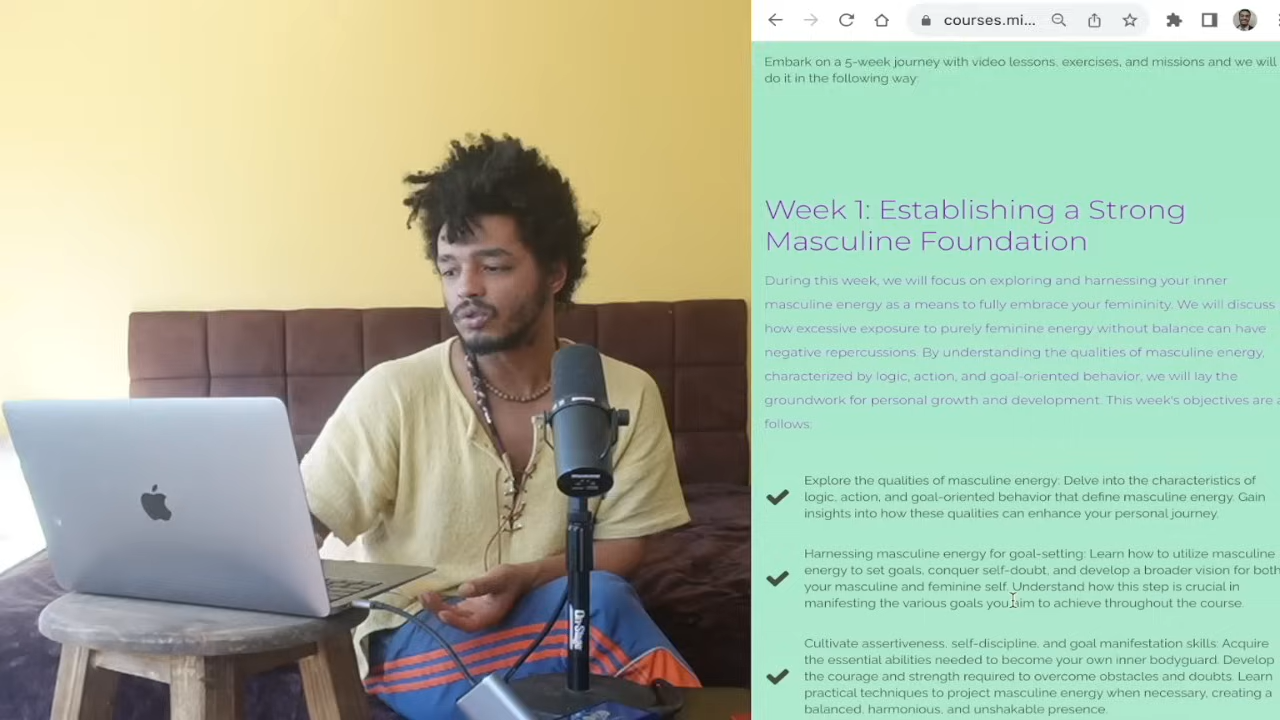 courses.mi...
Embark on a 5-week journey with video lessons, exercises, and missions and we will
do it in the following way:
Week 1: Establishing a Strong
Masculine Foundation
During this week, we will focus on exploring and harnessing your inner
masculine energy as a means to fully embrace your femininity. We will discuss
how excessive exposure to purely feminine energy without balance can have
negative repercussions. By understanding the qualities of masculine energy,
characterized by logic, action, and goal-oriented behavior, we will lay the
groundwork for personal growth and development. This week's objectives are a
follows:
Explore the qualities of masculine energy: Delve into the characteristics of
logic, action, and goal-oriented behavior that define masculine energy. Gain
insights into how these qualities can enhance your personal journey.
Harnessing masculine energy for goal-setting: Learn how to utilize masculine
energy to set goals, conquer self-doubt, and develop a broader vision for both
your masculine and feminine self. Understand how this step is crucial in
manifesting the various goals you aim to achieve throughout the course.
Cultivate assertiveness, self-discipline, and goal manifestation skills: Acquire
the essential abilities needed to become your own inner bodyguard. Develop
the courage and strength required to overcome obstacles and doubts. Learn
practical techniques to project masculine energy when necessary, creating a
balanced, harmonious, and unshakable presence.
On-Stage